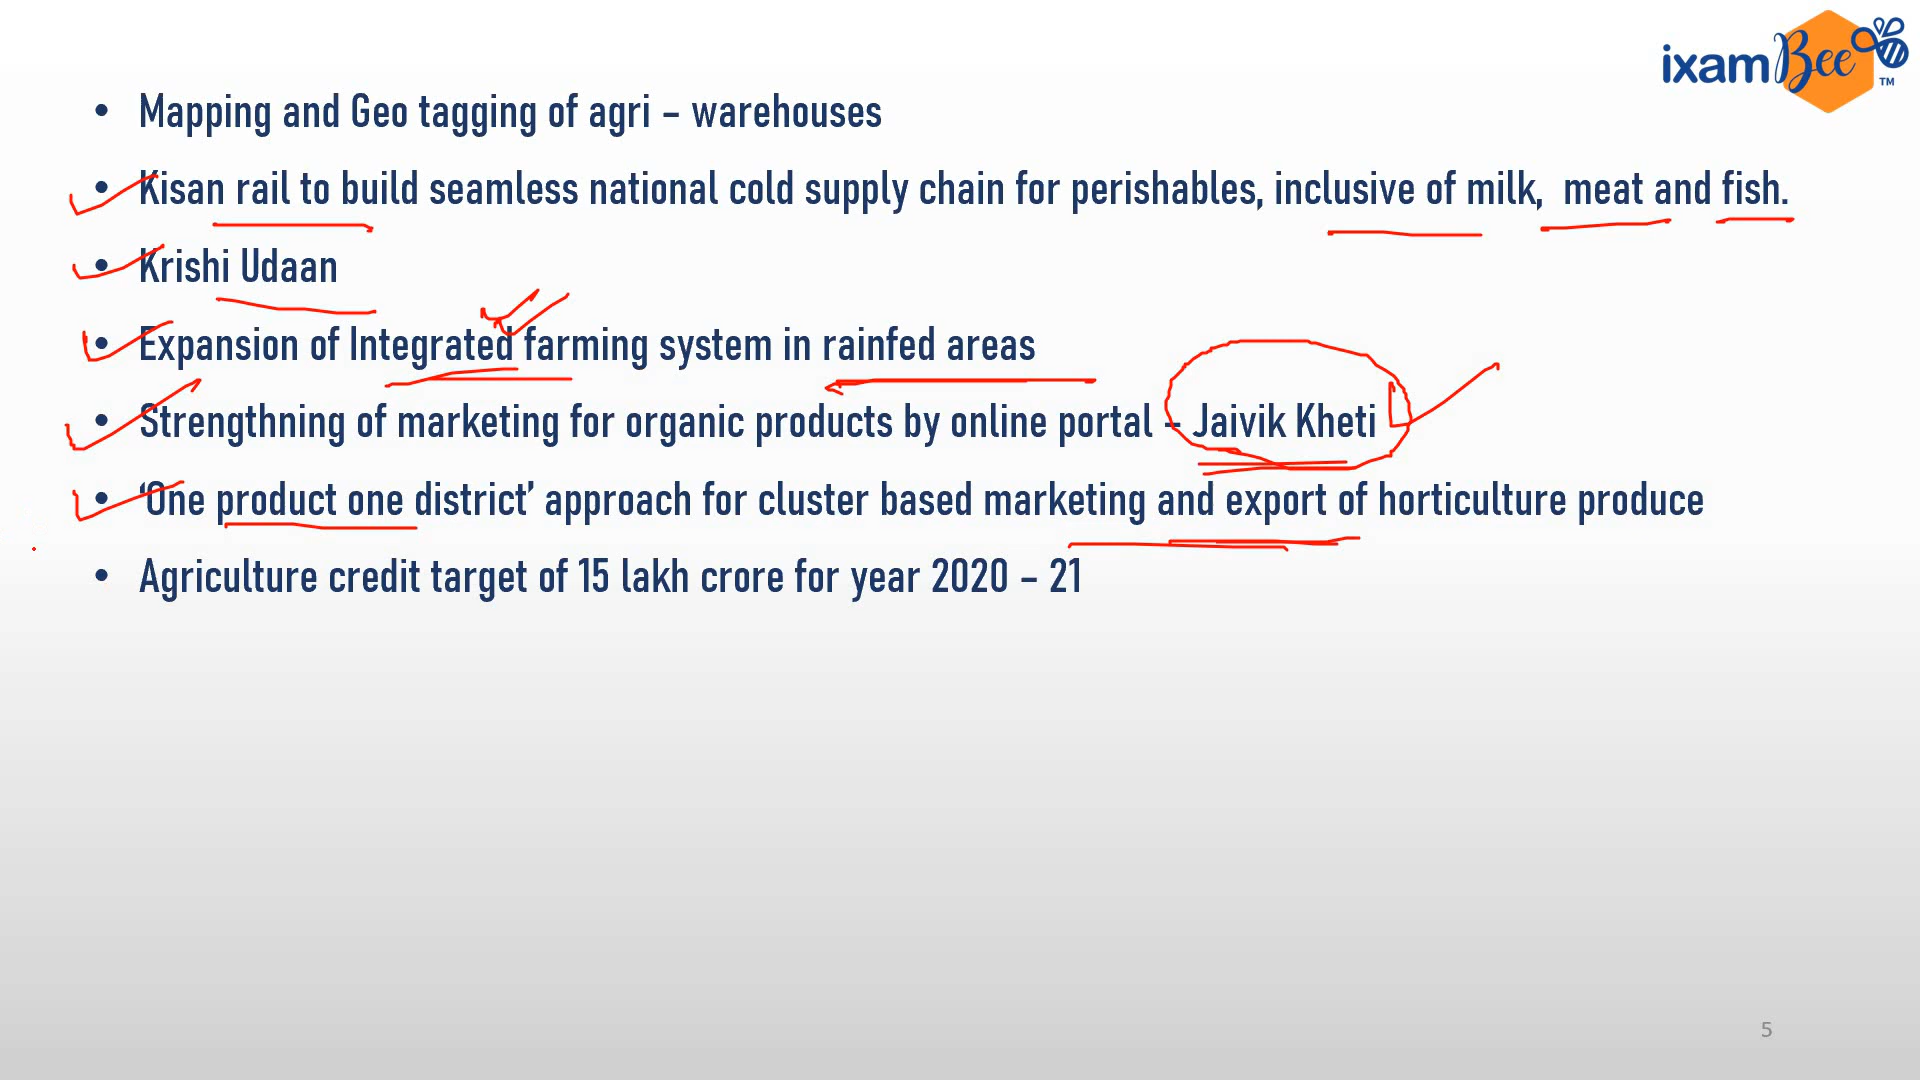 ixamBee™
• Mapping and Geo tagging of agri – warehouses
• Kisan rail to build seamless national cold supply chain for perishables, inclusive of milk, meat and fish.
• Krishi Udaan
• Expansion of Integrated farming system in rainfed areas
• Strengthning of marketing for organic products by online portal – Jaivik Kheti
• ‘One product one district’ approach for cluster based marketing and export of horticulture produce
• Agriculture credit target of 15 lakh crore for year 2020 – 21
5